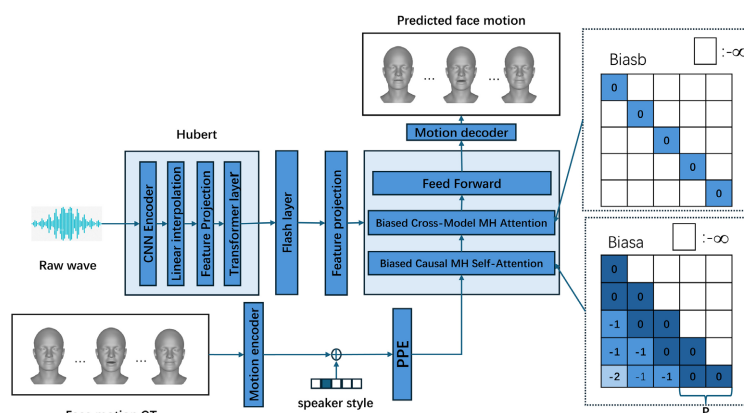 Predicted face motion
...
...
Motion decoder
Hubert
CNN Encoder
Linear interpolation
Feature Projection
Transformer layer
Flash layer
Feature projection
Feed Forward
Biased Cross-Model MH Attention
Biased Causal MH Self-Attention
Raw wave
...
...
Motion encoder
speaker style
PPE
Biasb
:-∞
0
0
0
0
0
Biasa
:-∞
0
0 0
-1 0 0
-1 -1 0 0
-2 -1 -1 0 0